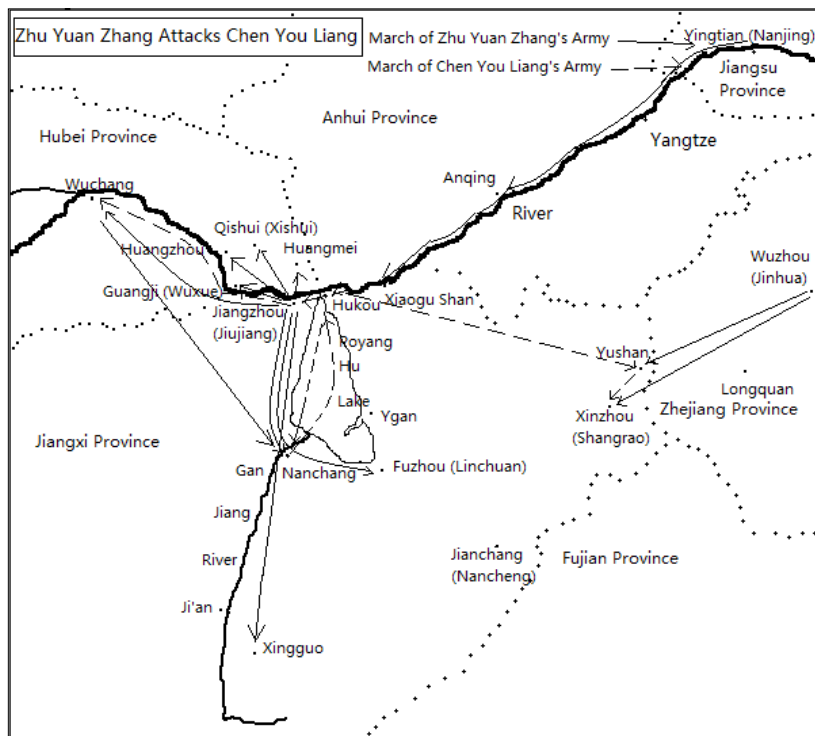 Zhu Yuan Zhang Attacks Chen You Liang
March of Zhu Yuan Zhang's Army
Yingtian (Nanjing)
March of Chen You Liang's Army
Jiangsu
Province
Anhui Province
Hubei Province
Yangtze
Wuchang
Anqing
River
Qishui (Xishui)
Huangzhou
Huangmei
Wuzhou
(Jinhua)
Guangji (Wuxue)
Jiangzhou
(Jiujiang)
Hukou
Xiaogu Shan
Poyang
Hu
Lake
Yushan
Longquan
Zhejiang Province
Xinzhou
(Shangrao)
Ygan
Jiangxi Province
Gan
Nanchang
Fuzhou (Linchuan)
Jiang
River
Jianchang
(Nancheng)
Fujian Province
Ji'an
Xingguo